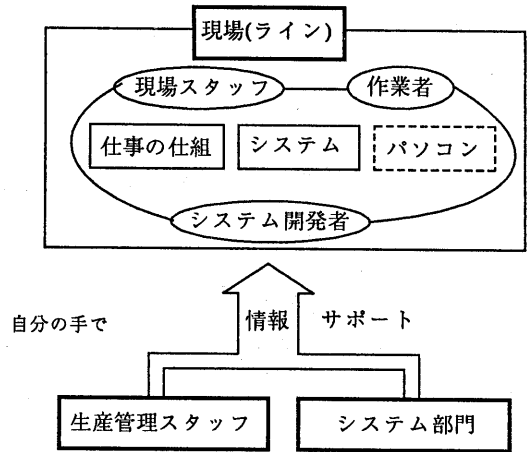 現場(ライン)
現場スタッフ
作業者
仕事の仕組
システム
パソコン
システム開発者
自分の手で
情報
サポート
生産管理スタッフ
システム部門